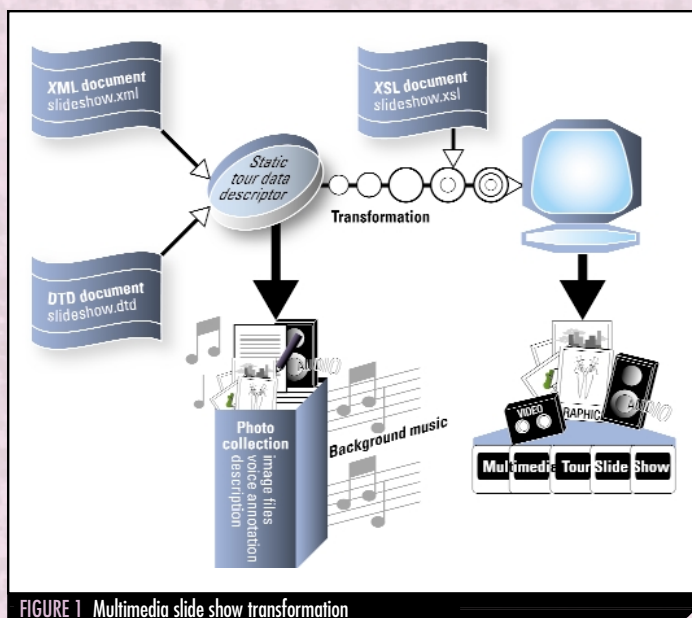 XML document
slideshow.xml
XSL document
slideshow.xsl
Static
tour data
descriptor
Transformation
DTD document
slideshow.dtd
AUDIO
Photo
collection
image files
voice annotation
description
Background music
VIDEO
GRAPHIC
AUDIO
Multimedia Tour Slide Show
FIGURE 1 Multimedia slide show transformation